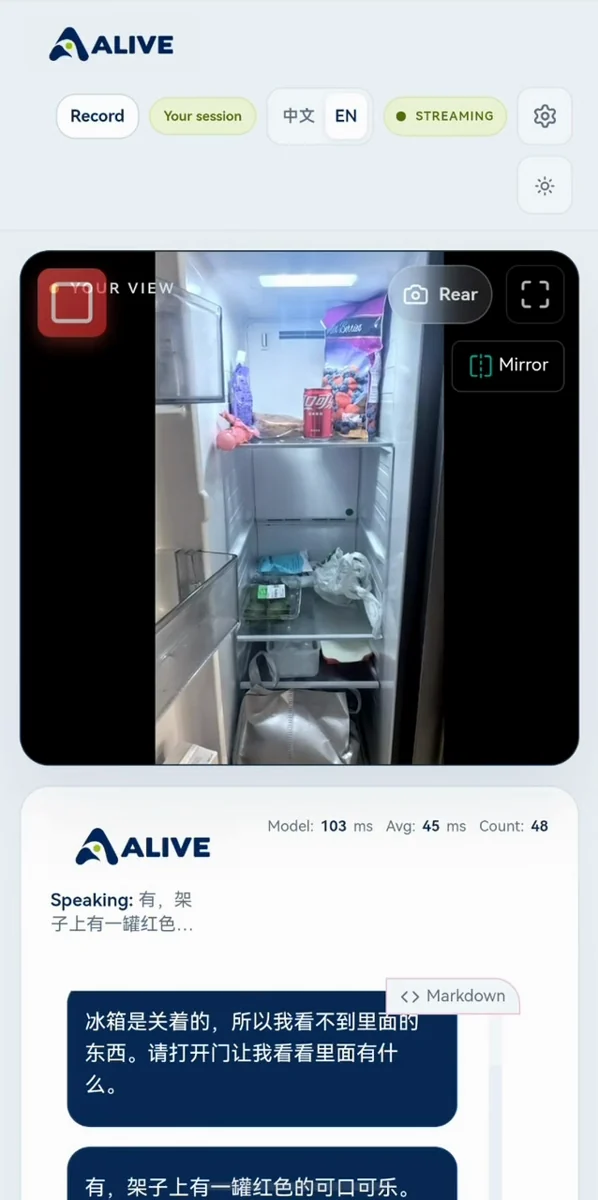 ALIVE
Record
Your session
中文
EN
STREAMING
YOUR VIEW
Rear
Mirror
Berries
可口可
Model: 103 ms Avg: 45 ms Count: 48
ALIVE
Speaking: 有，架
子上有一罐红色…
Markdown
冰箱是关着的，所以我看不到里面的
东西。请打开门让我看看里面有什
么。
有，架子上有一罐红色的可口可乐。